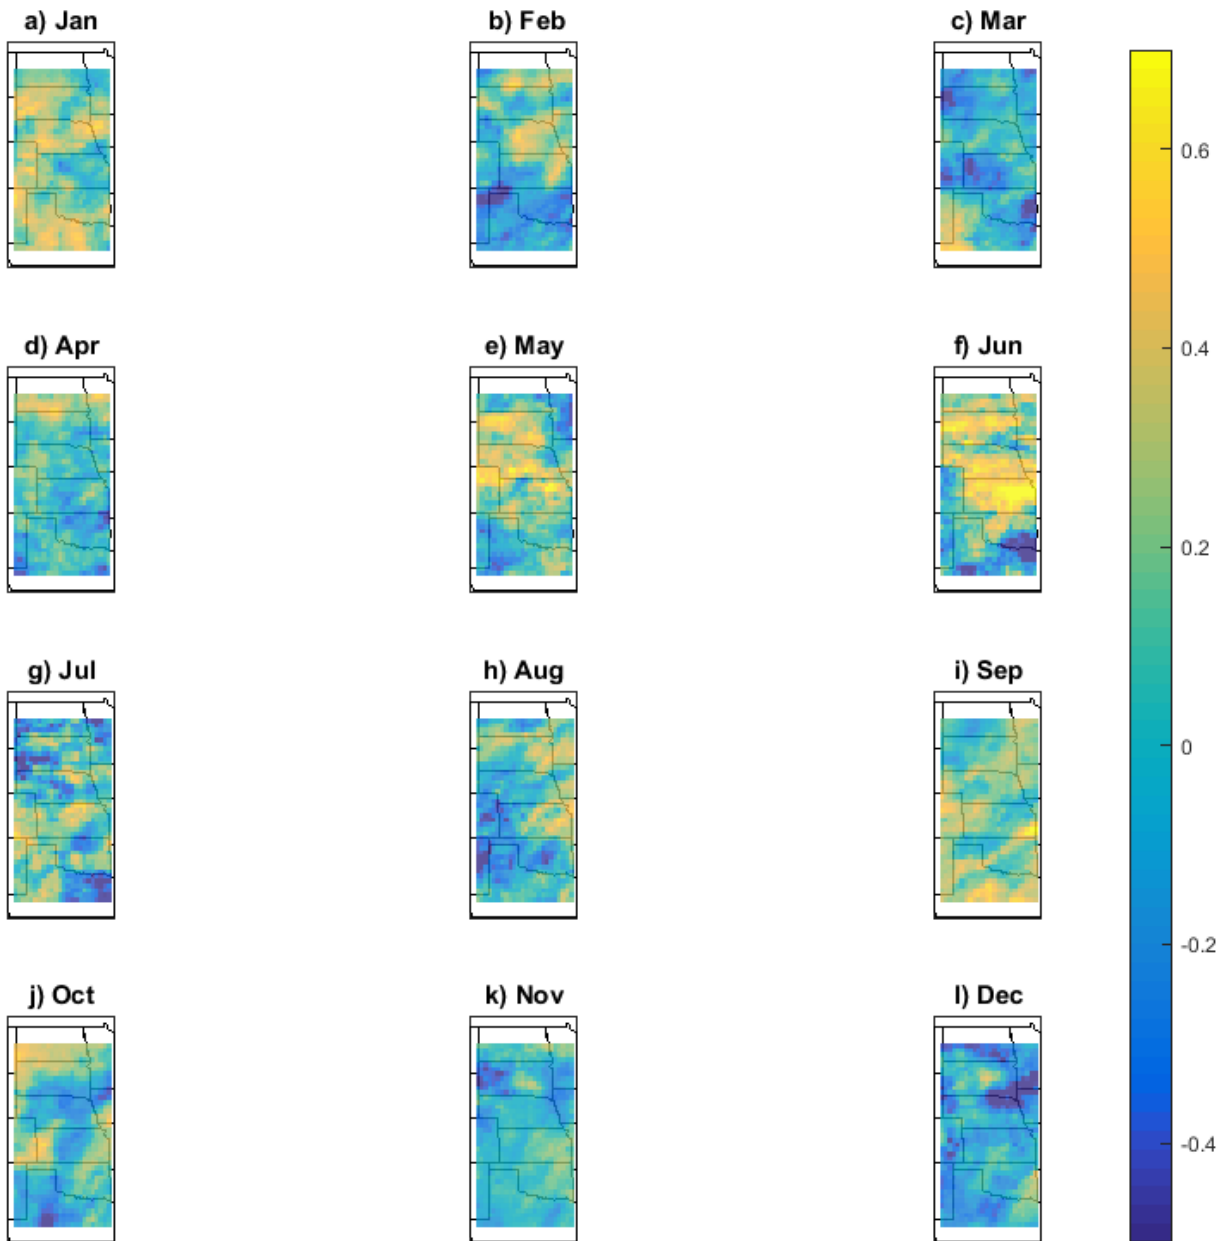 a) Jan
b) Feb
c) Mar
0.6
d) Apr
e) May
f) Jun
0.4
0.2
g) Jul
h) Aug
i) Sep
0
-0.2
j) Oct
k) Nov
l) Dec
-0.4